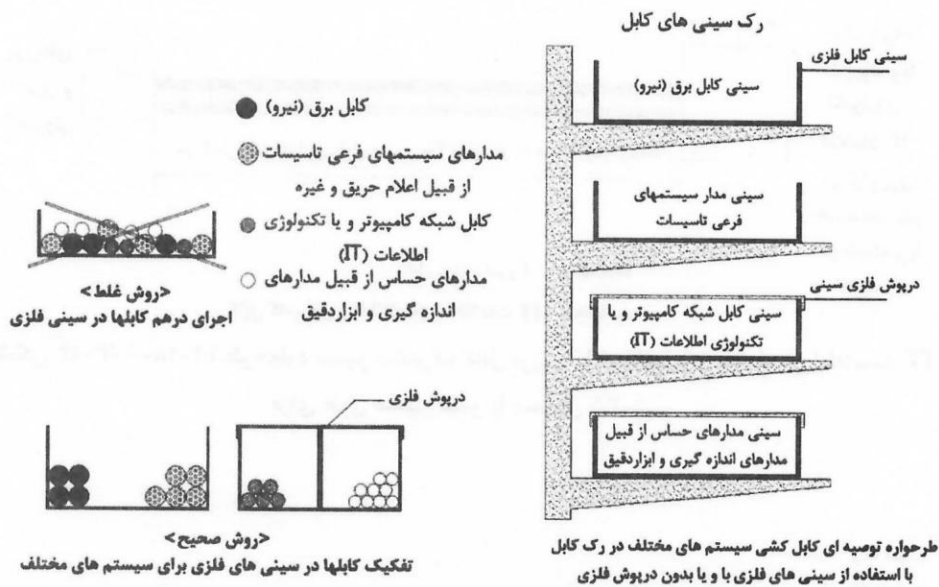 رک سینی های کابل
سینی کابل فلزی
سینی کابل برق (نیرو)
سینی مدار سیستمهای
فرعی تاسیسات
درپوش فلزی سینی
سینی کابل شبکه کامپیوتر و یا
تکنولوژی اطلاعات (IT)
سینی مدارهای حساس از قبیل
مدارهای اندازه گیری و ابزاردقیق
طرحواره توصیه ای کابل کشی سیستم های مختلف در رک کابل
با استفاده از سینی های فلزی با و یا بدون درپوش فلزی
کابل برق (نیرو)
مدارهای سیستمهای فرعی تاسیسات
از قبیل اعلام حریق و غیره
کابل شبکه کامپیوتر و یا تکنولوژی
اطلاعات (IT)
مدارهای حساس از قبیل مدارهای
اندازه گیری و ابزاردقیق
<روش غلط>
اجرای درهم کابلها در سینی فلزی
درپوش فلزی
<روش صحیح>
تفکیک کابلها در سینی های فلزی برای سیستم های مختلف